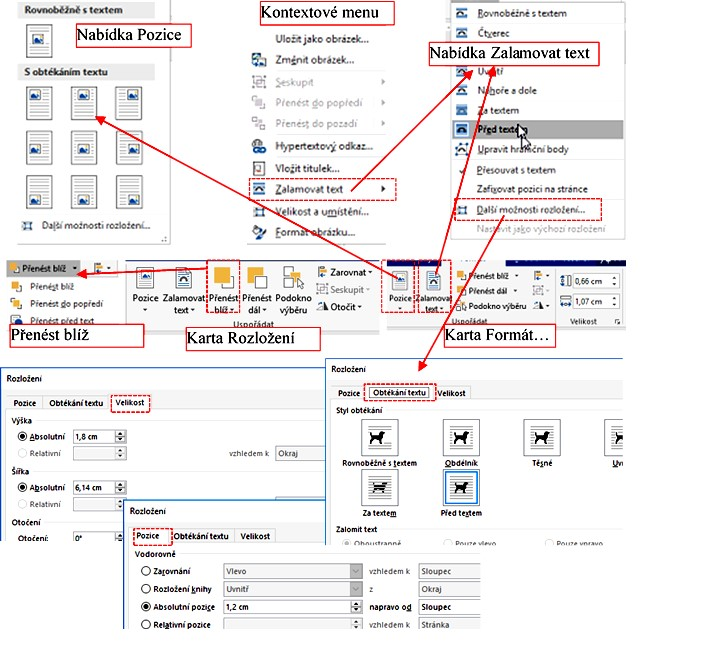 Rovnoběžně s textem
Nabídka Pozice
S obtékáním textu
Další možnosti rozložení...
Kontextové menu
Uložit jako obrázek...
Změnit obrázek...
Seskupit
Přenést do popředí
Přenést do pozadí
Hypertextový odkaz...
Vložit titulek...
Zalamovat text
Velikost a umístění...
Formát obrázku...
Rovnoběžně s textem
Čtverec
Nabídka Zalamovat text
Uvnitř
Nahoře a dole
Za textem
Před textem
Upravit hraniční body
Přesouvat s textem
Zafixovat pozici na stránce
Další možnosti rozložení...
Nastavit jako výchozí rozložení
Přenést blíž
Přenést blíž
Přenést do popředí
Přenést před text
Přenést blíž
Pozice
Zalamovat text
Přenést blíž
Přenést dál
Podokno výběru
Zarovnat
Seskupit
Otočit
Uspořádat
Karta Rozložení
Pozice
Zalamovat text
Přenést blíž
Přenést dál
Podokno výběru
Uspořádat
0,66 cm
1,07 cm
Velikost
Karta Formát...
Rozložení
Pozice Obtékání textu Velikost
Výška
Absolutní 1,8 cm
Relativní vzhledem k Okraj
Šířka
Absolutní 6,14 cm
Relativní vzhledem k
Otočení
Otočení: 0°
Rozložení
Pozice Obtékání textu Velikost
Styl obtékání
Rovnoběžně s textem Obdélník Těsné
Za textem Před textem
Zalomit text
Oboustranné Pouze vlevo Pouze vpravo
Rozložení
Pozice Obtékání textu Velikost
Vodorovné
Zarovnání Vlevo vzhledem k Sloupec
Rozložení knihy Uvnitř z Okraj
Absolutní pozice 1,2 cm napravo od Sloupec
Relativní pozice vzhledem k Stránka